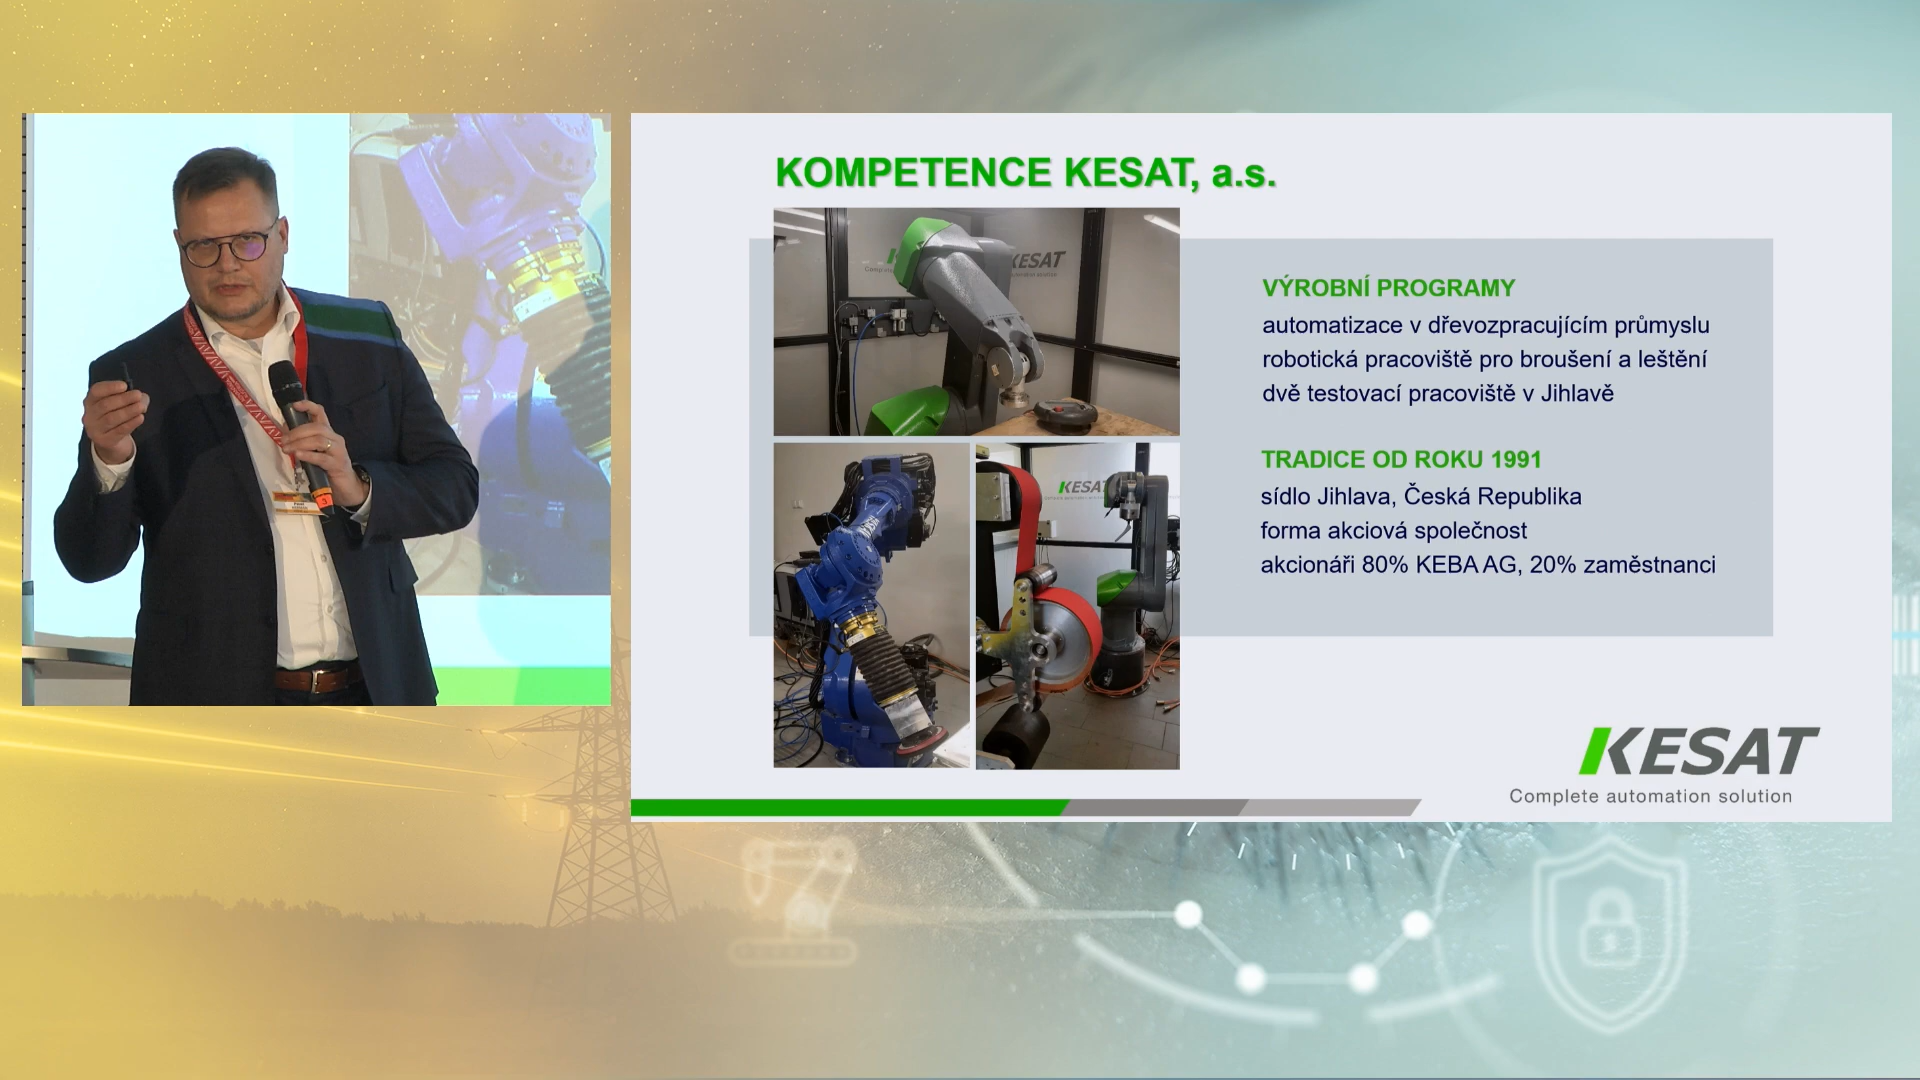 KOMPETENCE KESAT, a.s.
KESAT
VÝROBNÍ PROGRAMY
automatizace v dřevozpracujícím průmyslu
robotická pracoviště pro broušení a leštění
dvě testovací pracoviště v Jihlavě
TRADICE OD ROKU 1991
sídlo Jihlava, Česká Republika
forma akciová společnost
akcionáři 80% KEBA AG, 20% zaměstnanci
KESAT
KESAT
Complete automation solution